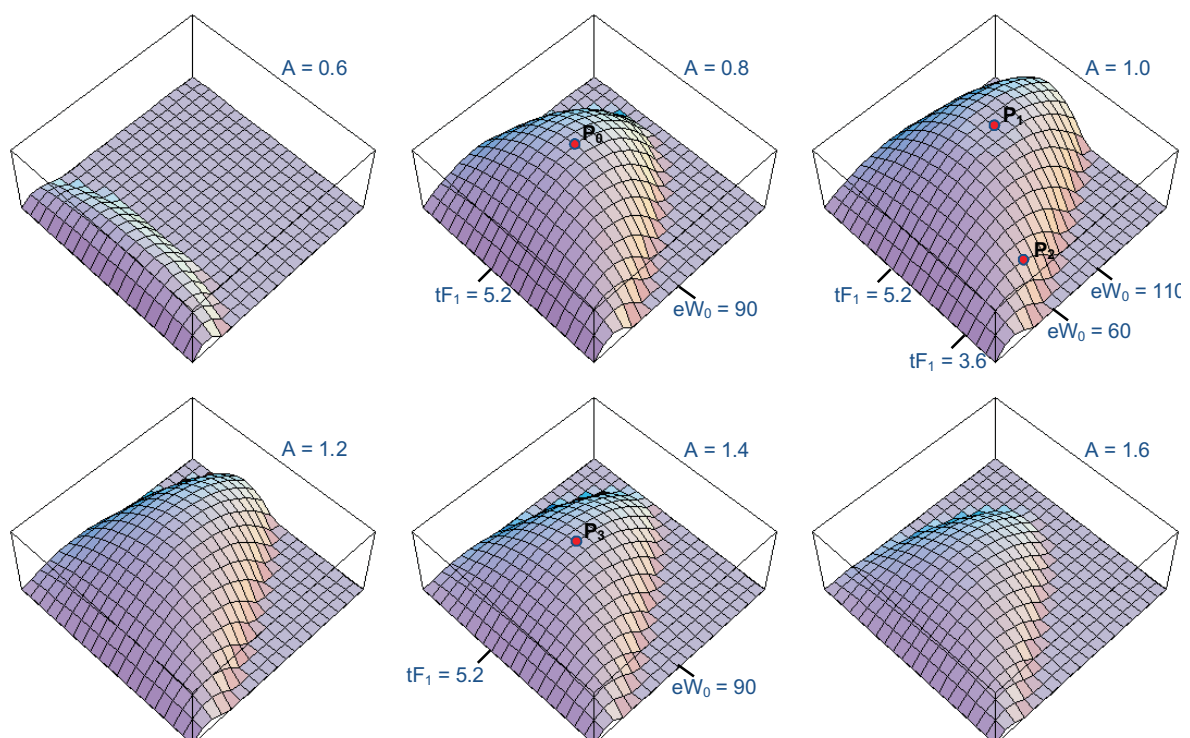 A = 0.6
A = 0.8
A = 1.0
P₀
P₁
P₂
tF₁ = 5.2
eW₀ = 90
tF₁ = 5.2
eW₀ = 110
eW₀ = 60
tF₁ = 3.6
A = 1.2
A = 1.4
A = 1.6
P₃
tF₁ = 5.2
eW₀ = 90